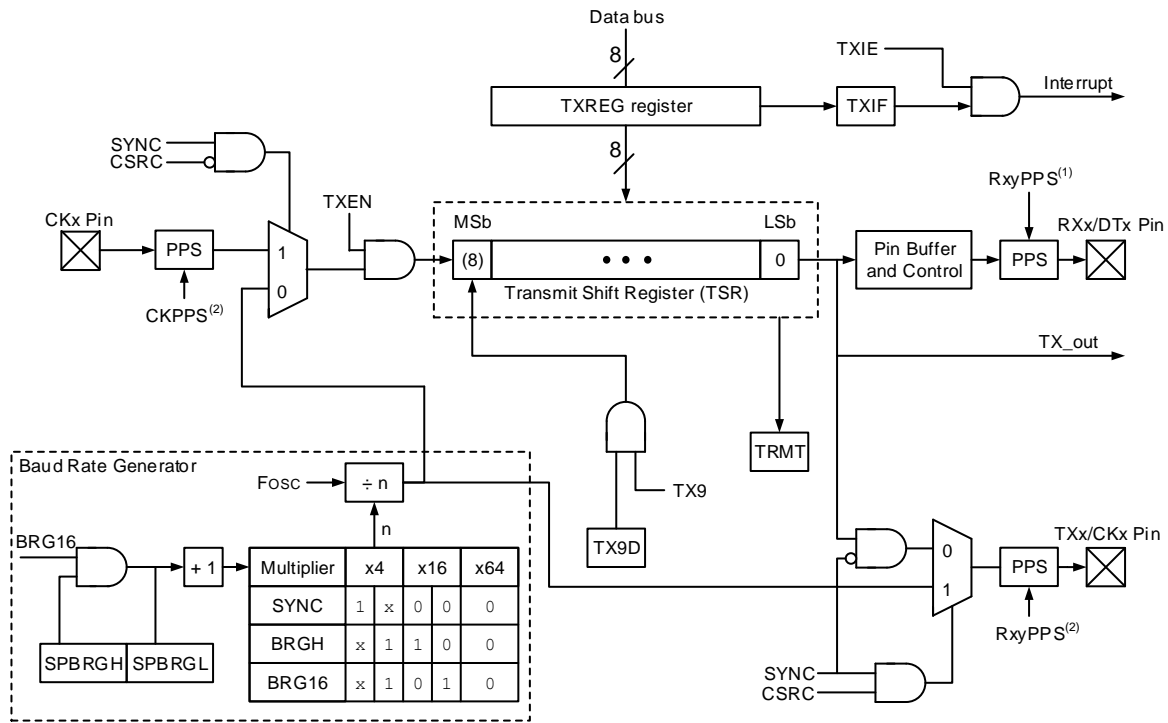 Data bus
8
TXIE
Interrupt
TXREG register
TXIF
SYNC
CSRC
8
RxyPPS(1)
TXEN
CKx Pin
MSb
LSb
RXx/DTx Pin
PPS
1
(8)
• • •
0
Pin Buffer
and Control
PPS
0
Transmit Shift Register (TSR)
CKPPS(2)
TX_out
TRMT
Baud Rate Generator
Fosc
÷ n
TX9
n
TX9D
BRG16
+ 1
Multiplier x4 x16 x64
SYNC 1 x 0 0 0
BRGH x 1 1 0 0
BRG16 x 1 0 1 0
SPBRGH SPBRGL
TXx/CKx Pin
0
PPS
1
RxyPPS(2)
SYNC
CSRC